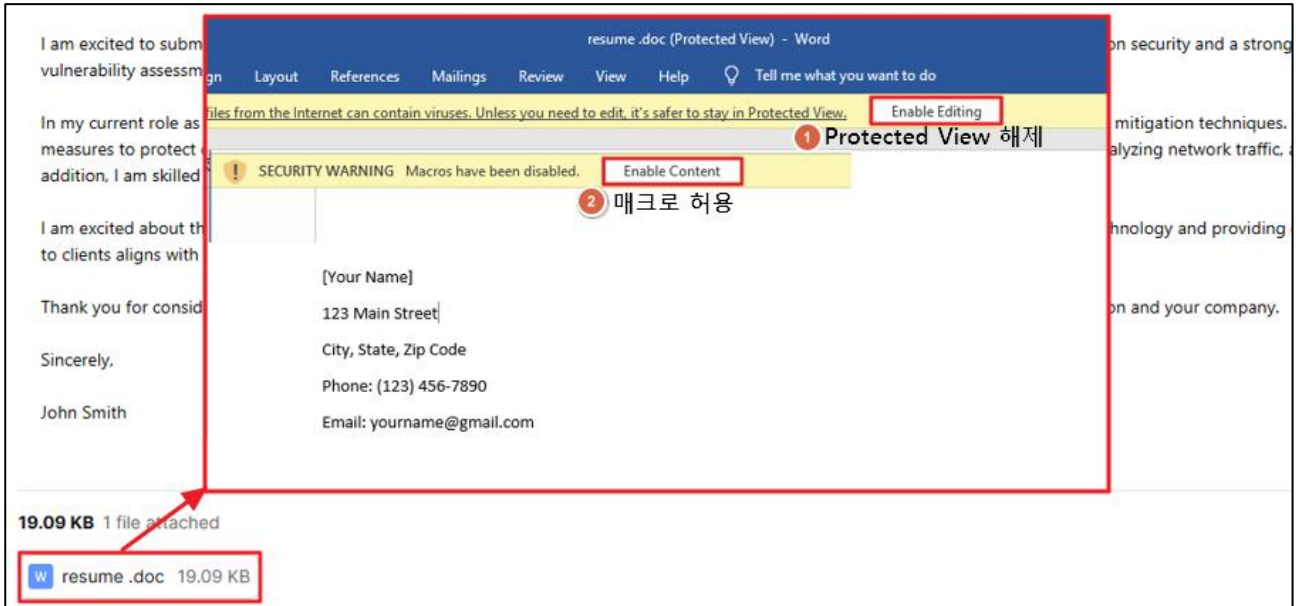 I am excited to subm
on security and a strong
vulnerability assessm
resume .doc (Protected View) - Word
gn Layout References Mailings Review View Help Tell me what you want to do
files from the Internet can contain viruses. Unless you need to edit, it's safer to stay in Protected View. Enable Editing
1 Protected View 해제
In my current role as
mitigation techniques.
measures to protect
alyzing network traffic, a
addition, I am skilled
SECURITY WARNING Macros have been disabled. Enable Content
2 매크로 허용
I am excited about th
hnology and providing
to clients aligns with
[Your Name]
123 Main Street
City, State, Zip Code
Phone: (123) 456-7890
Email: yourname@gmail.com
Thank you for consid
on and your company.
Sincerely,
John Smith
19.09 KB 1 file attached
W resume .doc 19.09 KB